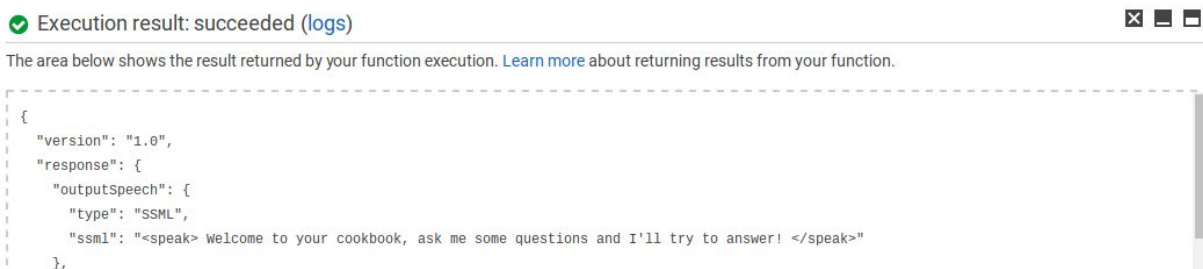 Execution result: succeeded (logs)
The area below shows the result returned by your function execution. Learn more about returning results from your function.
{
"version": "1.0",
"response": {
"outputSpeech": {
"type": "SSML",
"ssml": "<speak> Welcome to your cookbook, ask me some questions and I'll try to answer! </speak>"
},